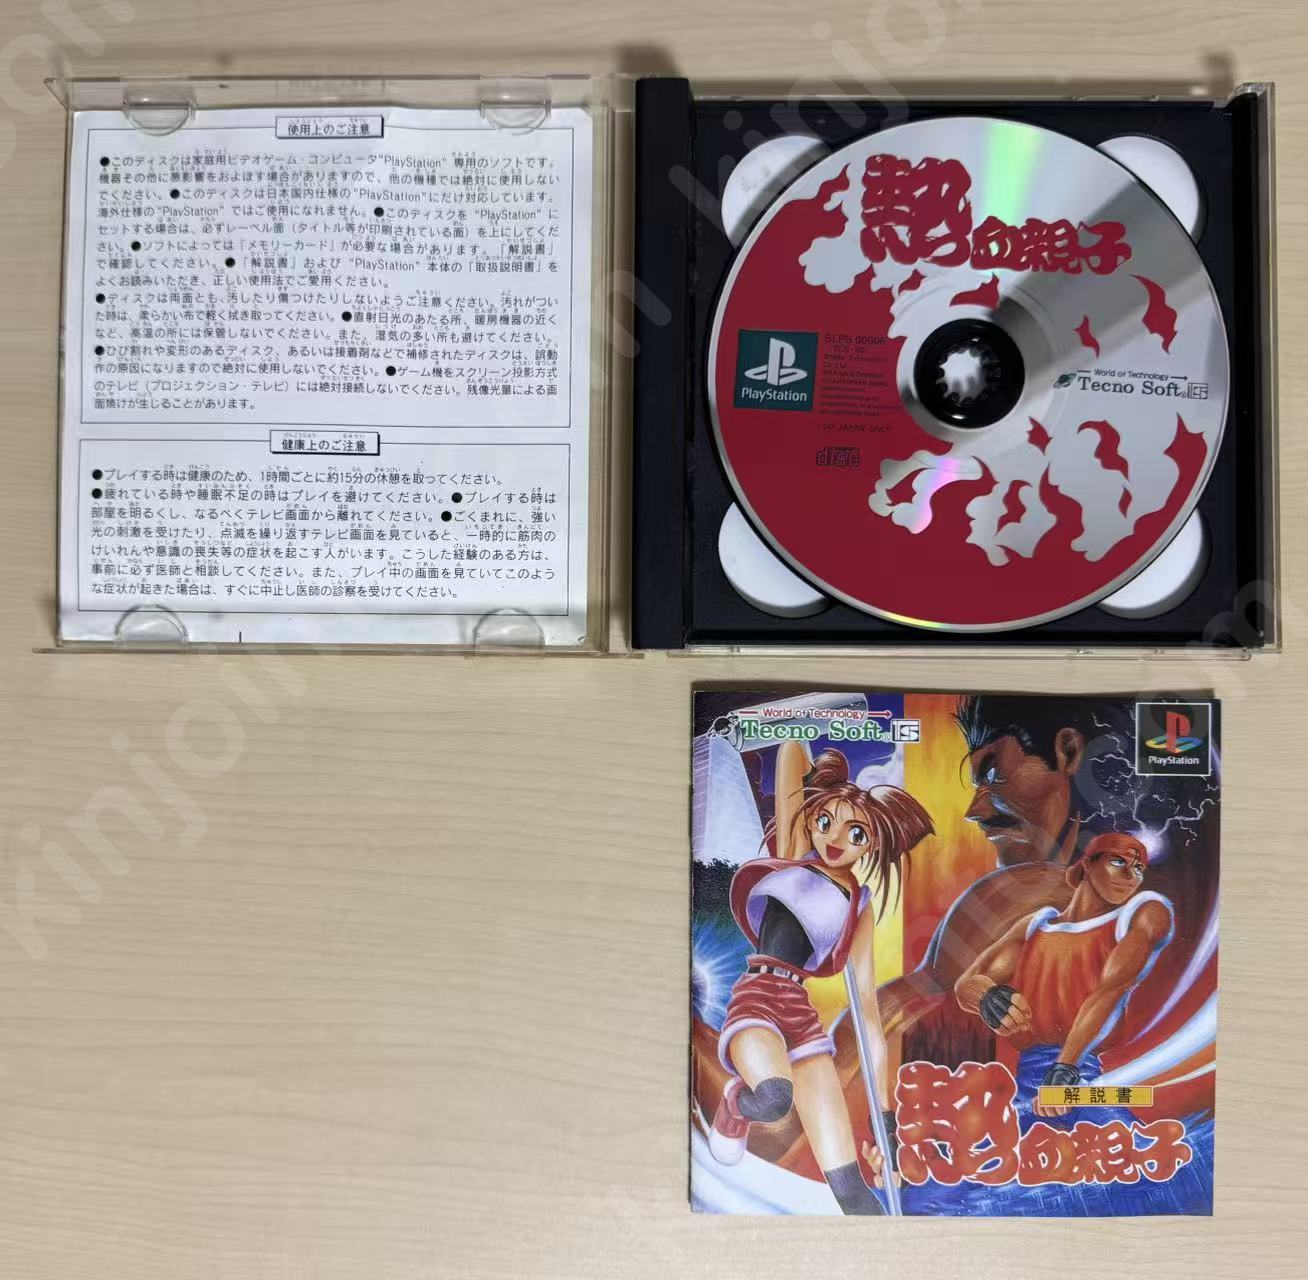 使用上のご注意
●このディスクは家庭用ビデオゲーム・コンピュータ"PlayStation"専用のソフトです。
機器その他に悪影響をおよぼす場合がありますので、他の機種では絶対に使用しない
でください。●このディスクは日本国内仕様の"PlayStation"にだけ対応しています。
海外仕様の"PlayStation"ではご使用になれません。●このディスクを"PlayStation"に
セットする場合は、必ずレーベル面（タイトル等が印刷されている面）を上にしてくだ
さい。●ソフトによっては「メモリーカード」が必要な場合があります。「解説書」
で確認してください。●「解説書」および"PlayStation"本体の「取扱説明書」を
よくお読みいただき、正しい使用法でご愛用ください。
●ディスクは両面とも、汚したり傷つけたりしないようご注意ください。汚れがつい
た時は、柔らかい布で軽く拭き取ってください。●直射日光のあたる所、暖房機器の近く
など、高温の所には保管しないでください。また、湿気の多い所も避けてください。
●ひび割れや変形のあるディスク、あるいは接着剤などで補修されたディスクは、誤動
作の原因になりますので絶対に使用しないでください。●ゲーム機をスクリーン投影方式
のテレビ（プロジェクション・テレビ）には絶対接続しないでください。残像光量による画
面焼けが生じることがあります。
健康上のご注意
●プレイする時は健康のため、1時間ごとに約15分の休憩を取ってください。
●疲れている時や睡眠不足の時はプレイを避けてください。●プレイする時は
部屋を明るくし、なるべくテレビ画面から離れてください。●ごくまれに、強い
光の刺激を受けたり、点滅を繰り返すテレビ画面を見ていると、一時的に筋肉の
けいれんや意識の喪失等の症状を起こす人がいます。こうした経験のある方は、
事前に必ず医師と相談してください。また、プレイ中の画面を見ていてこのよう
な症状が起きた場合は、すぐに中止し医師の診察を受けてください。
熱血親子
PlayStation
SLPS 00006
FOR JAPAN ONLY
COMPACT
disc
World of Technology
Tecno Soft
World of Technology
Tecno Soft
PlayStation
解説書
熱血親子
kinjoin.com